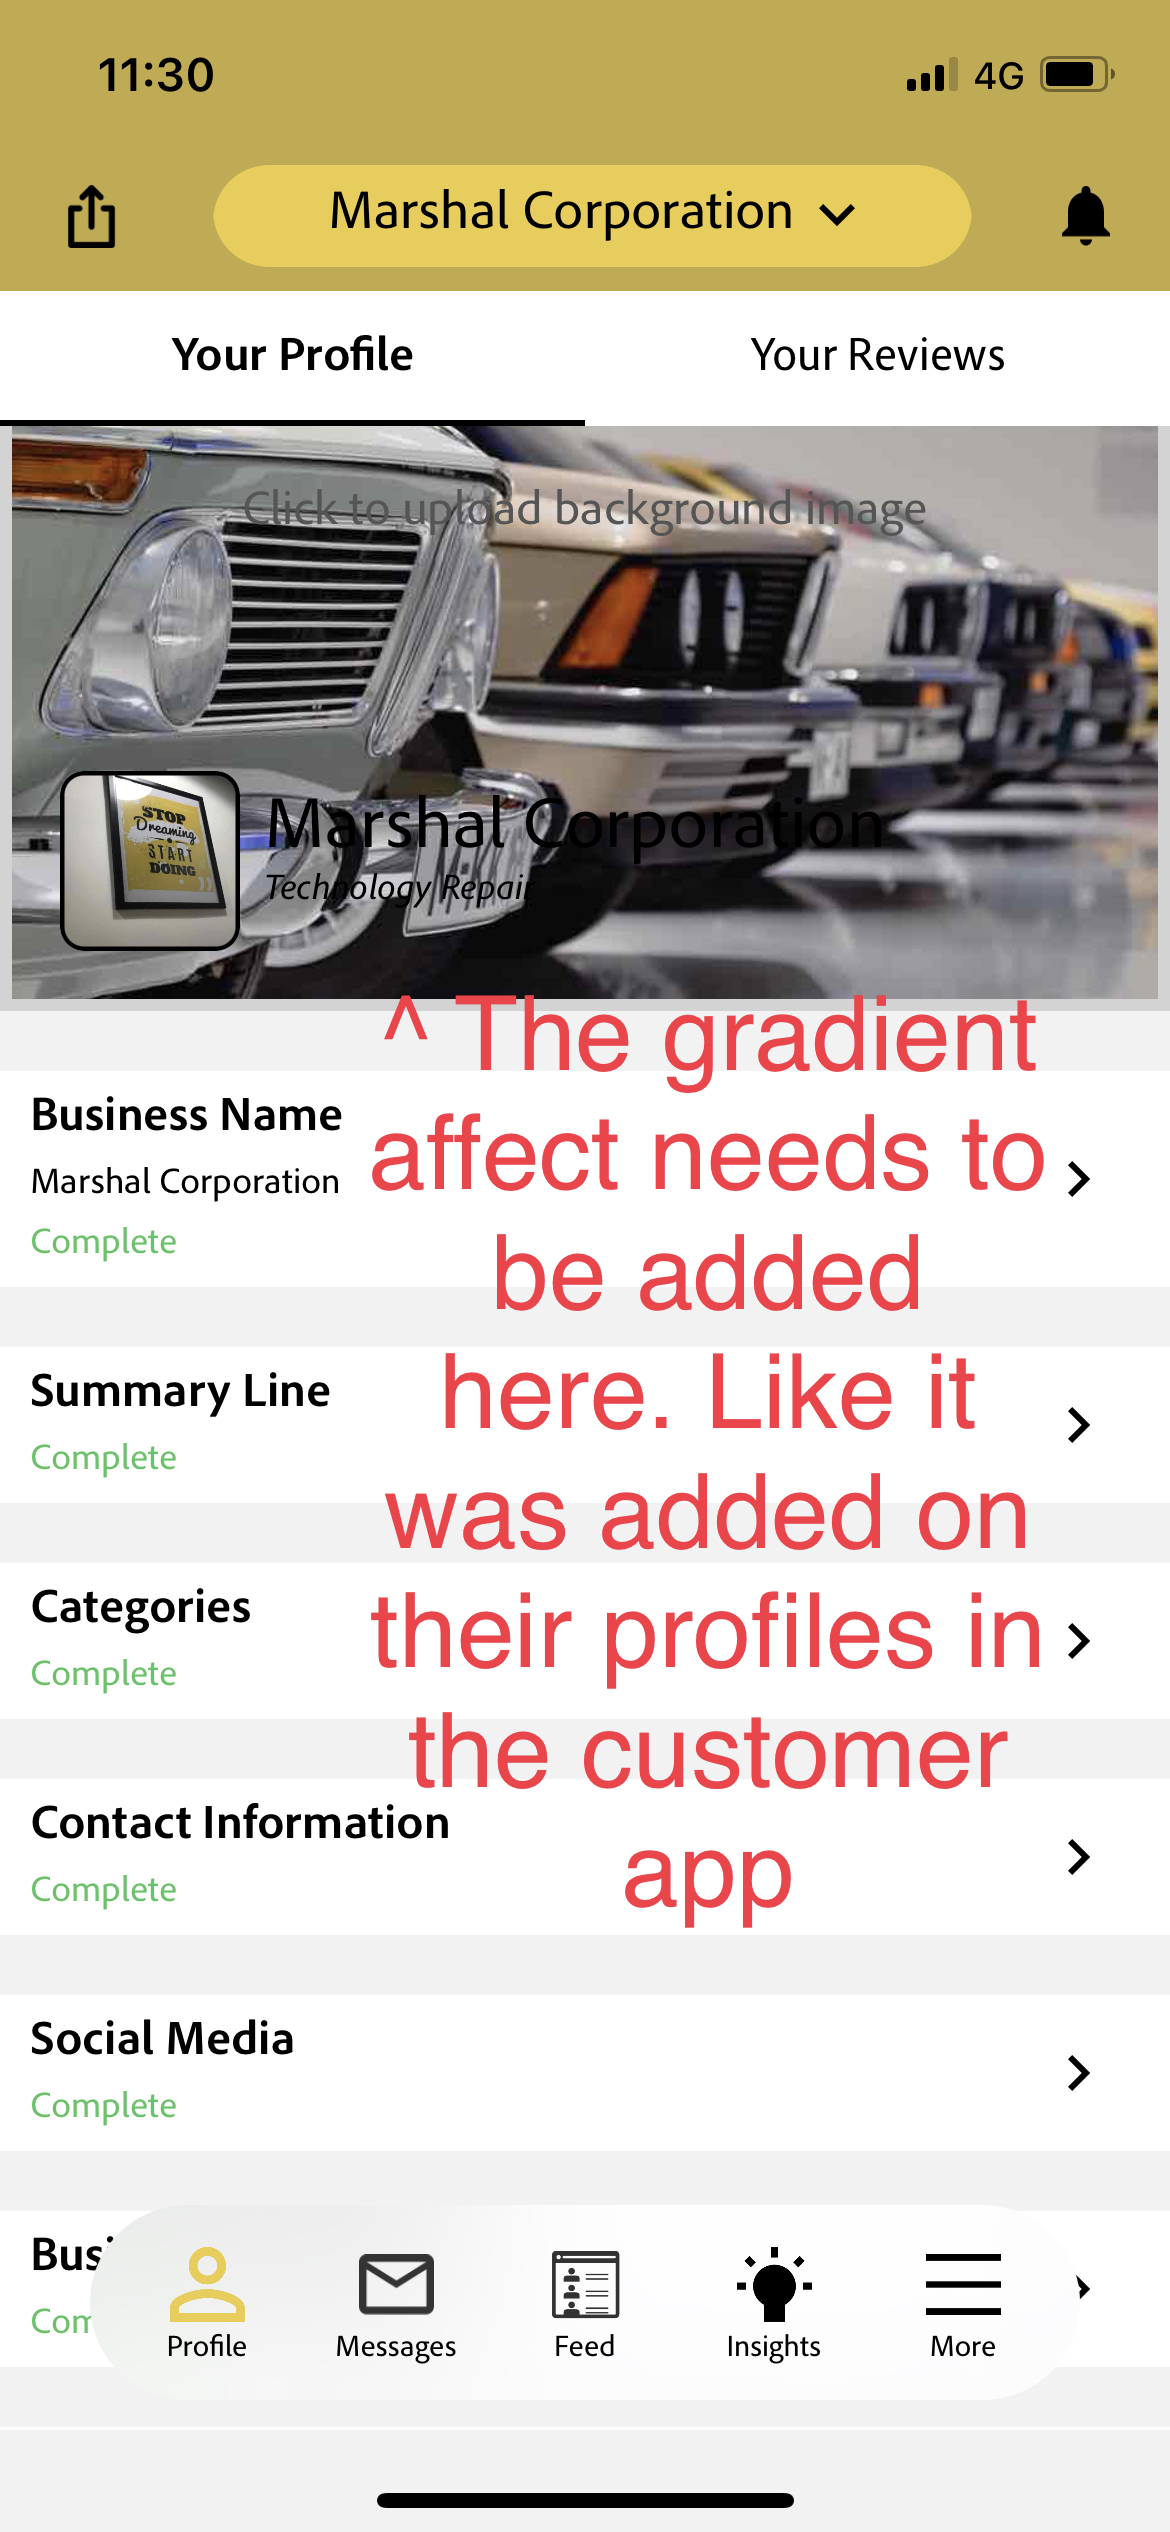 11:30 4G
Marshal Corporation
Your Profile Your Reviews
Click to upload background image
STOP
Dreaming
START
DOING
Marshal Corporation
Technology Repair
^ The gradient
affect needs to
be added
here. Like it
was added on
their profiles in
the customer
app
Business Name
Marshal Corporation
Complete
Summary Line
Complete
Categories
Complete
Contact Information
Complete
Social Media
Complete
Busi
Com
Profile Messages Feed Insights More